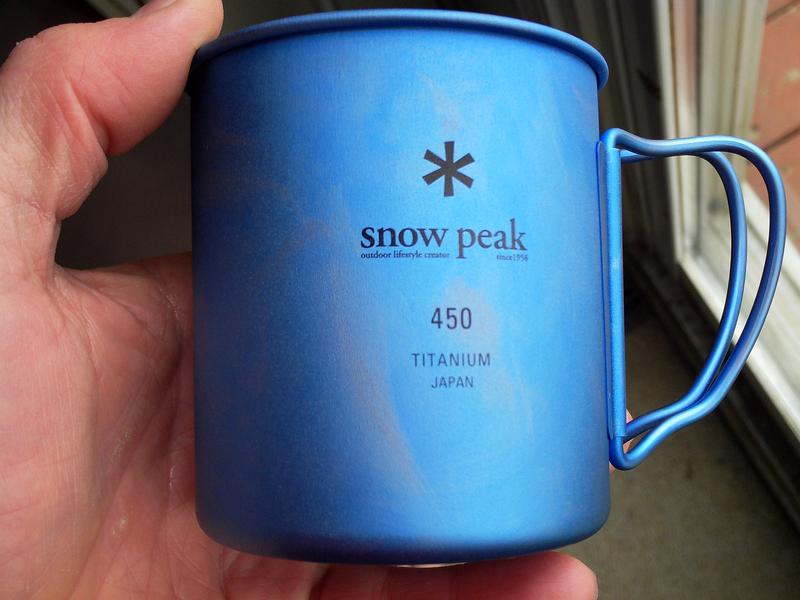 snow peak
outdoor lifestyle creator since1958
450
TITANIUM
JAPAN